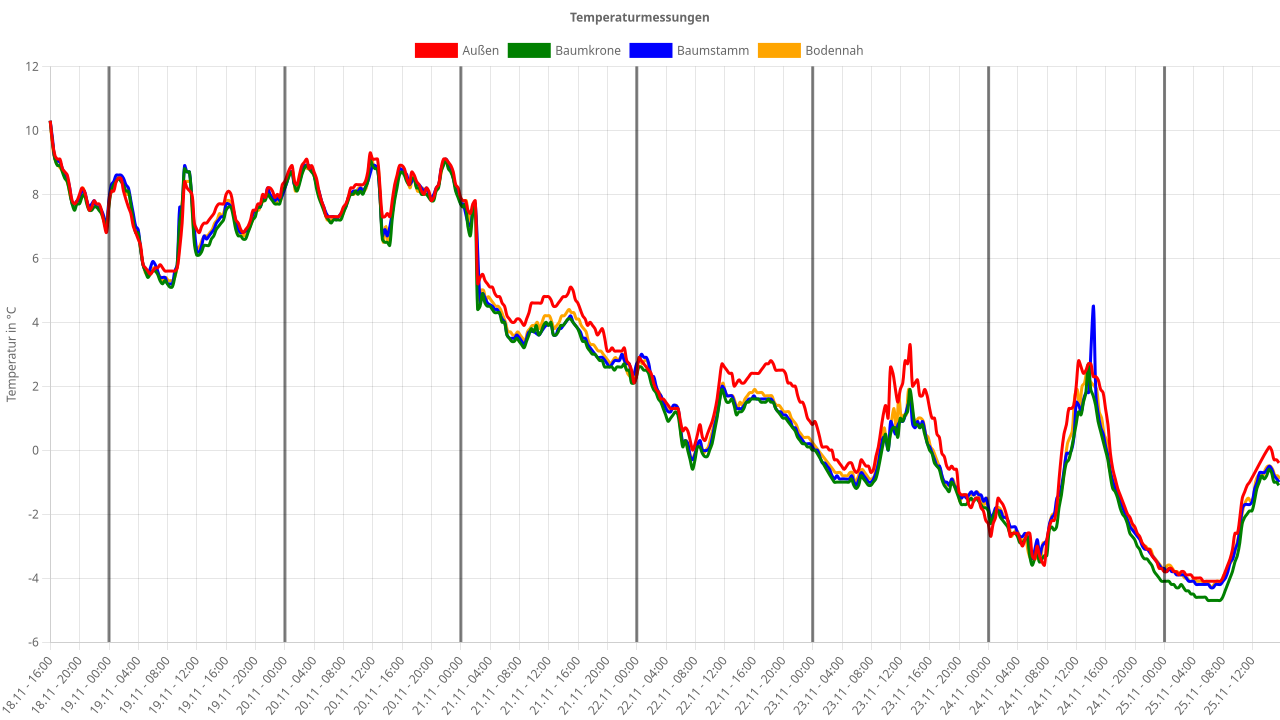 Temperaturmessungen
Außen Baumkrone Baumstamm Bodennah
Temperatur in °C
12
10
8
6
4
2
0
-2
-4
-6
18.11 - 16:00
18.11 - 20:00
19.11 - 00:00
19.11 - 04:00
19.11 - 08:00
19.11 - 12:00
19.11 - 16:00
19.11 - 20:00
20.11 - 00:00
20.11 - 04:00
20.11 - 08:00
20.11 - 12:00
20.11 - 16:00
20.11 - 20:00
21.11 - 00:00
21.11 - 04:00
21.11 - 08:00
21.11 - 12:00
21.11 - 16:00
21.11 - 20:00
22.11 - 00:00
22.11 - 04:00
22.11 - 08:00
22.11 - 12:00
22.11 - 16:00
22.11 - 20:00
23.11 - 00:00
23.11 - 04:00
23.11 - 08:00
23.11 - 12:00
23.11 - 16:00
23.11 - 20:00
24.11 - 00:00
24.11 - 04:00
24.11 - 08:00
24.11 - 12:00
24.11 - 16:00
24.11 - 20:00
25.11 - 00:00
25.11 - 04:00
25.11 - 08:00
25.11 - 12:00